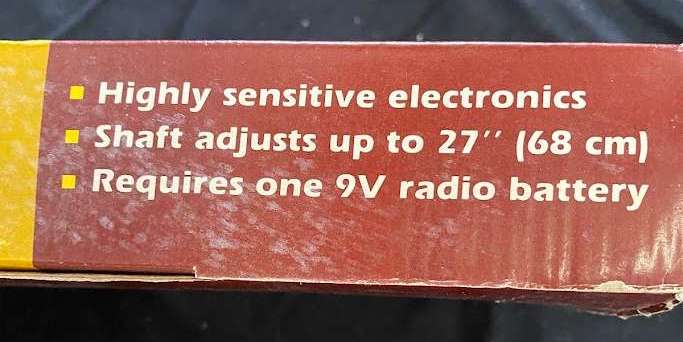 Highly sensitive electronics
Shaft adjusts up to 27'' (68 cm)
Requires one 9V radio battery